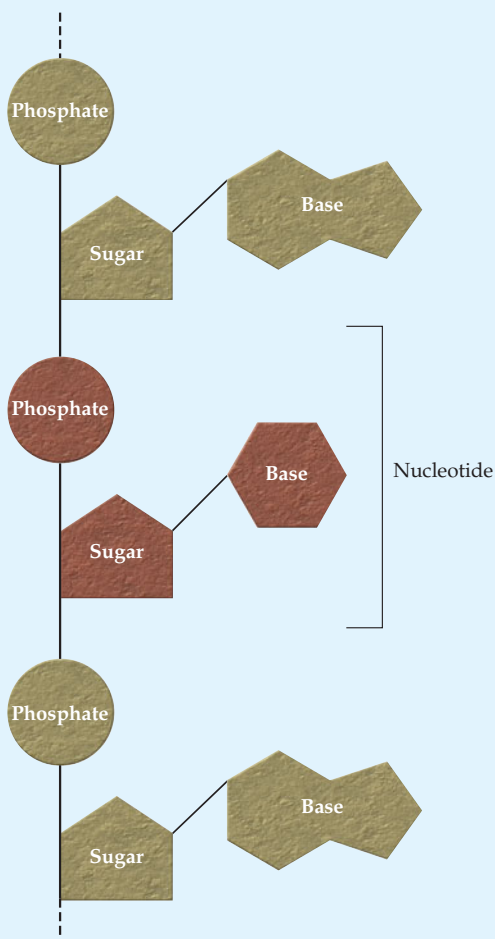 Phosphate
Base
Sugar
Phosphate
Base
Nucleotide
Sugar
Phosphate
Base
Sugar